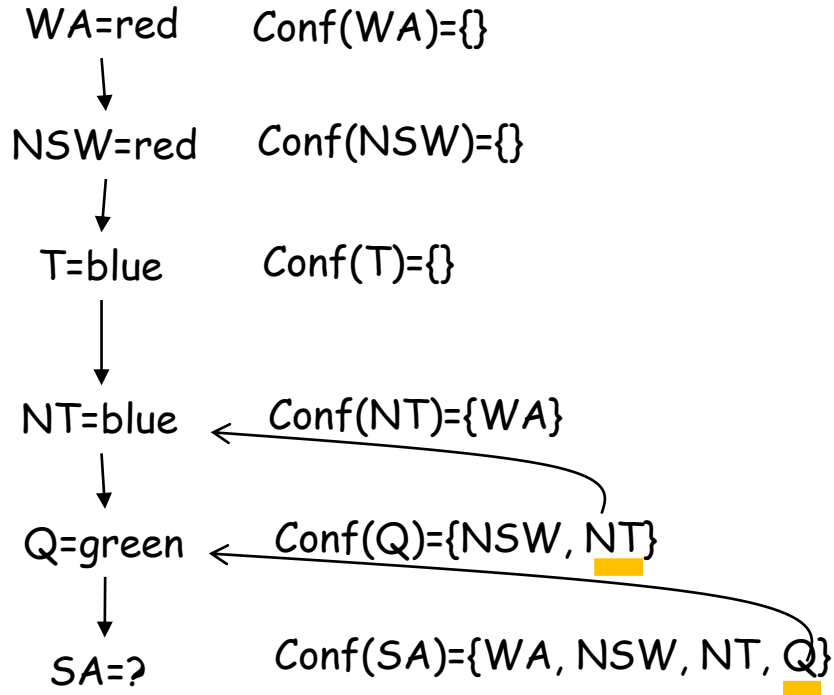 WA=red Conf(WA)={}
NSW=red Conf(NSW)={}
T=blue Conf(T)={}
NT=blue Conf(NT)={WA}
Q=green Conf(Q)={NSW, NT}
SA=? Conf(SA)={WA, NSW, NT, Q}